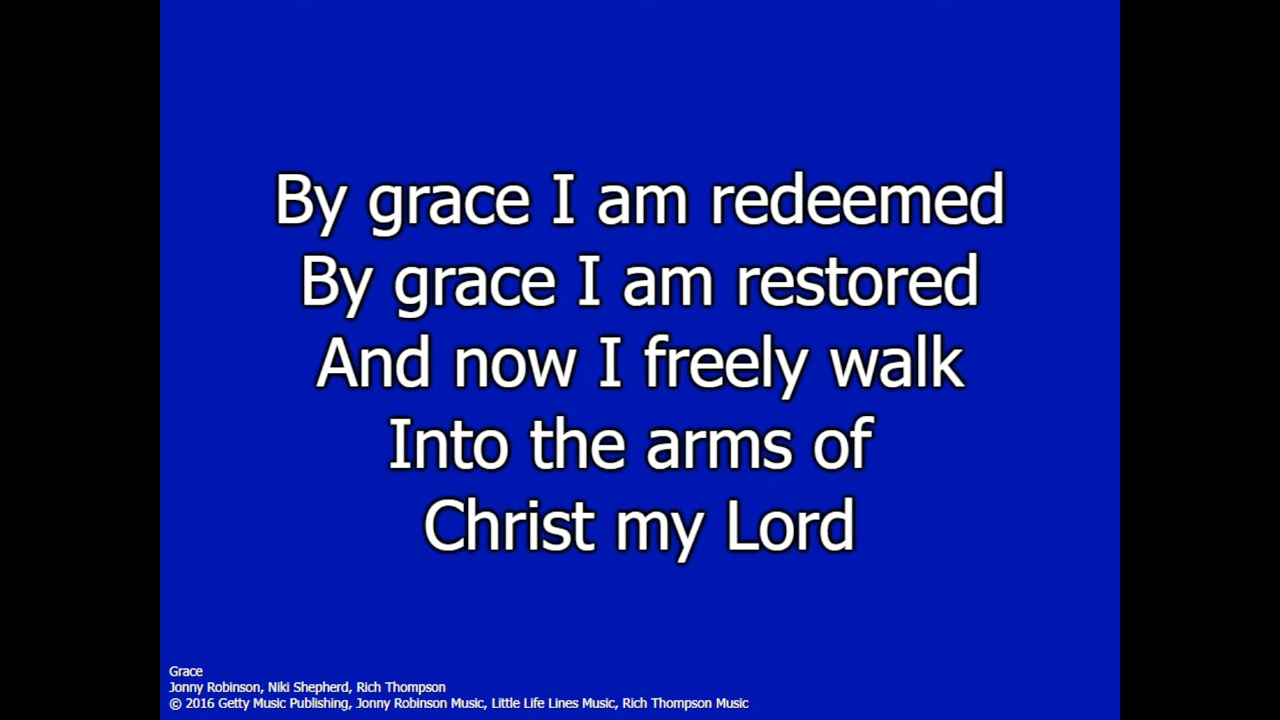 By grace I am redeemed
By grace I am restored
And now I freely walk
Into the arms of
Christ my Lord
Grace
Jonny Robinson, Niki Shepherd, Rich Thompson
© 2016 Getty Music Publishing, Jonny Robinson Music, Little Life Lines Music, Rich Thompson Music